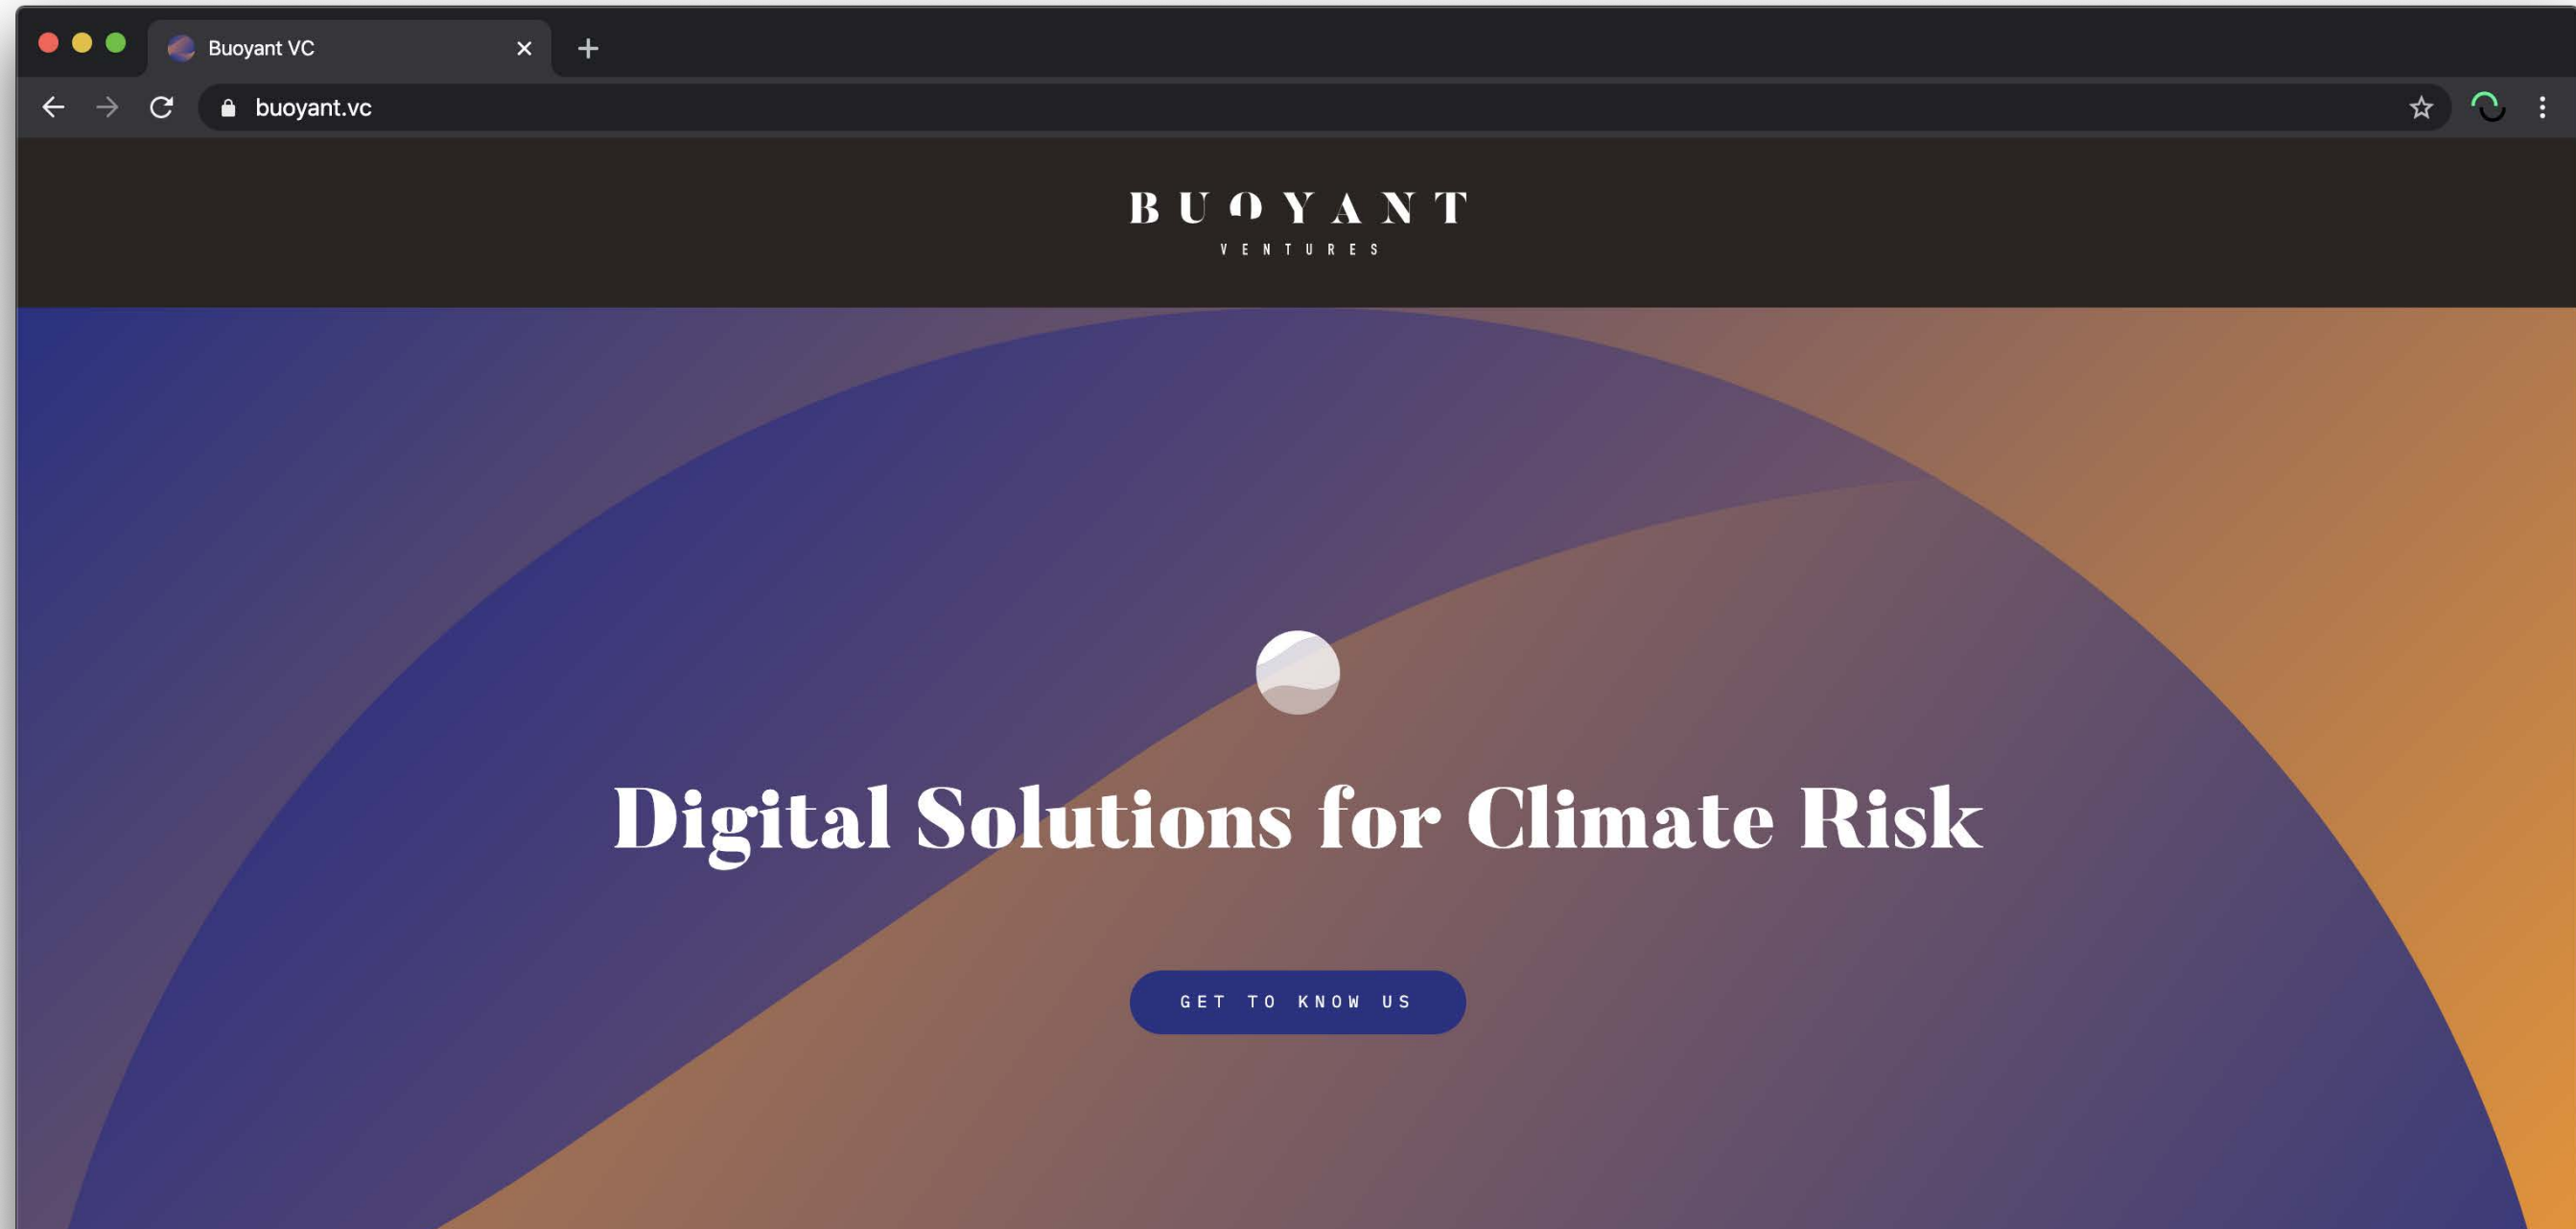 Buoyant VC
buoyant.vc
BUOYANT
VENTURES
Digital Solutions for Climate Risk
GET TO KNOW US